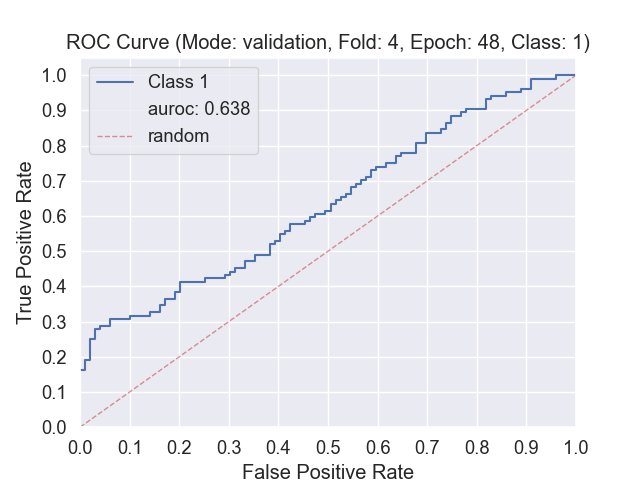 ROC Curve (Mode: validation, Fold: 4, Epoch: 48, Class: 1)
Class 1
auroc: 0.638
random
True Positive Rate
1.0
0.9
0.8
0.7
0.6
0.5
0.4
0.3
0.2
0.1
0.0
0.0 0.1 0.2 0.3 0.4 0.5 0.6 0.7 0.8 0.9 1.0
False Positive Rate